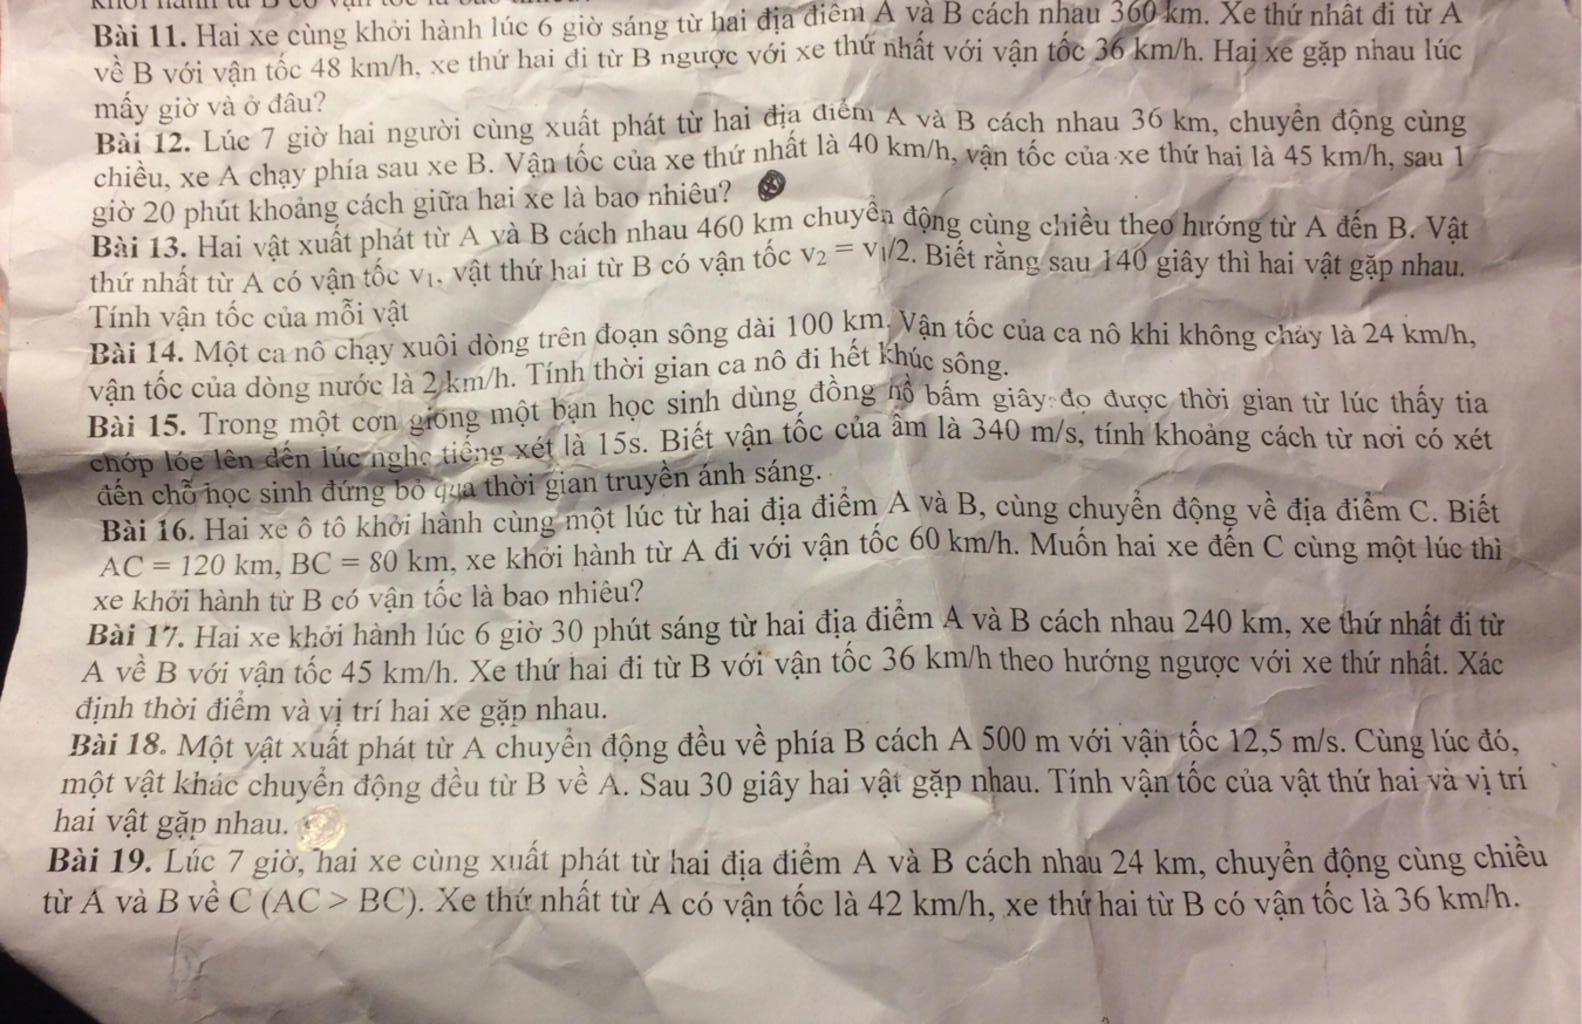 Bài 11. Hai xe cùng khởi hành lúc 6 giờ sáng từ hai địa điểm A và B cách nhau 360 km. Xe thứ nhất đi từ A
về B với vận tốc 48 km/h, xe thứ hai đi từ B ngược với xe thứ nhất với vận tốc 36 km/h. Hai xe gặp nhau lúc
mấy giờ và ở đâu?
Bài 12. Lúc 7 giờ hai người cùng xuất phát từ hai địa điểm A và B cách nhau 36 km, chuyển động cùng
chiều, xe A chạy phía sau xe B. Vận tốc của xe thứ nhất là 40 km/h, vận tốc của xe thứ hai là 45 km/h, sau 1
giờ 20 phút khoảng cách giữa hai xe là bao nhiêu?
Bài 13. Hai vật xuất phát từ A và B cách nhau 460 km chuyển động cùng chiều theo hướng từ A đến B. Vật
thứ nhất từ A có vận tốc v₁, vật thứ hai từ B có vận tốc v₂ = v₁/2. Biết rằng sau 140 giây thì hai vật gặp nhau.
Tính vận tốc của mỗi vật
Bài 14. Một ca nô chạy xuôi dòng trên đoạn sông dài 100 km. Vận tốc của ca nô khi không chảy là 24 km/h,
vận tốc của dòng nước là 2 km/h. Tính thời gian ca nô đi hết khúc sông.
Bài 15. Trong một cơn giông một bạn học sinh dùng đồng hồ bấm giây đo được thời gian từ lúc thấy tia
chớp lóe lên đến lúc nghe tiếng xét là 15s. Biết vận tốc của âm là 340 m/s, tính khoảng cách từ nơi có xét
đến chỗ học sinh đứng bỏ qua thời gian truyền ánh sáng.
Bài 16. Hai xe ô tô khởi hành cùng một lúc từ hai địa điểm A và B, cùng chuyển động về địa điểm C. Biết
AC = 120 km, BC = 80 km, xe khởi hành từ A đi với vận tốc 60 km/h. Muốn hai xe đến C cùng một lúc thì
xe khởi hành từ B có vận tốc là bao nhiêu?
Bài 17. Hai xe khởi hành lúc 6 giờ 30 phút sáng từ hai địa điểm A và B cách nhau 240 km, xe thứ nhất đi từ
A về B với vận tốc 45 km/h. Xe thứ hai đi từ B với vận tốc 36 km/h theo hướng ngược với xe thứ nhất. Xác
định thời điểm và vị trí hai xe gặp nhau.
Bài 18. Một vật xuất phát từ A chuyển động đều về phía B cách A 500 m với vận tốc 12,5 m/s. Cùng lúc đó,
một vật khác chuyển động đều từ B về A. Sau 30 giây hai vật gặp nhau. Tính vận tốc của vật thứ hai và vị trí
hai vật gặp nhau.
Bài 19. Lúc 7 giờ, hai xe cùng xuất phát từ hai địa điểm A và B cách nhau 24 km, chuyển động cùng chiều
từ A và B về C (AC > BC). Xe thứ nhất từ A có vận tốc là 42 km/h, xe thứ hai từ B có vận tốc là 36 km/h.